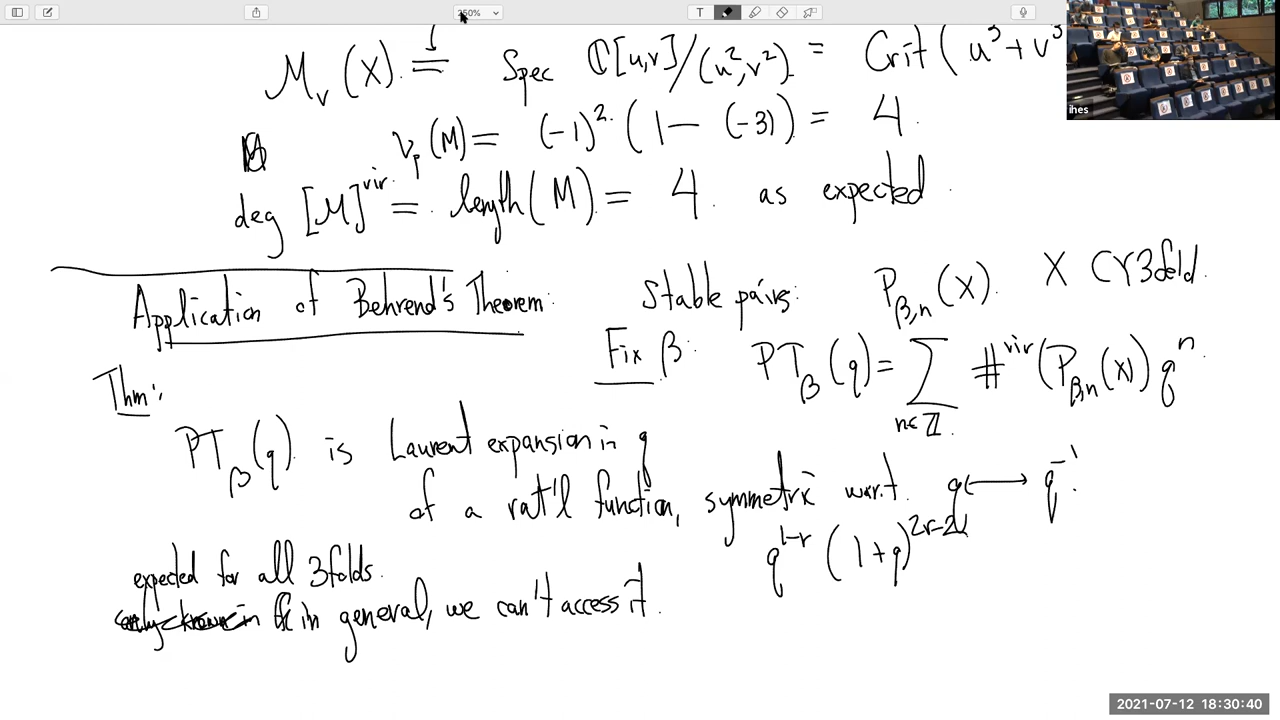 150%
T
M_v(X) = Spec ℂ[u,v]/(u²,v²) = Crit(u³+v³
ν_p(M) = (-1)². (1 - (-3)) = 4.
deg [M]^vir. = length(M) = 4. as expected.
Application of Behrend's Theorem:
Stable pairs: P_{β,n}(X). X CY3fold.
Fix β: PT_β(q) = Σ_{n∈ℤ} #^vir(P_{β,n}(X)) q^n.
Thm:
PT_β(q) is Laurent expansion in q
of a rat'l function, symmetric w.r.t. q ↔ q^{-1}.
q^{1-r} (1+q)^{2r-2}
expected for all 3folds.
in general, we can't access it.
ihes
2021-07-12 18:30:40